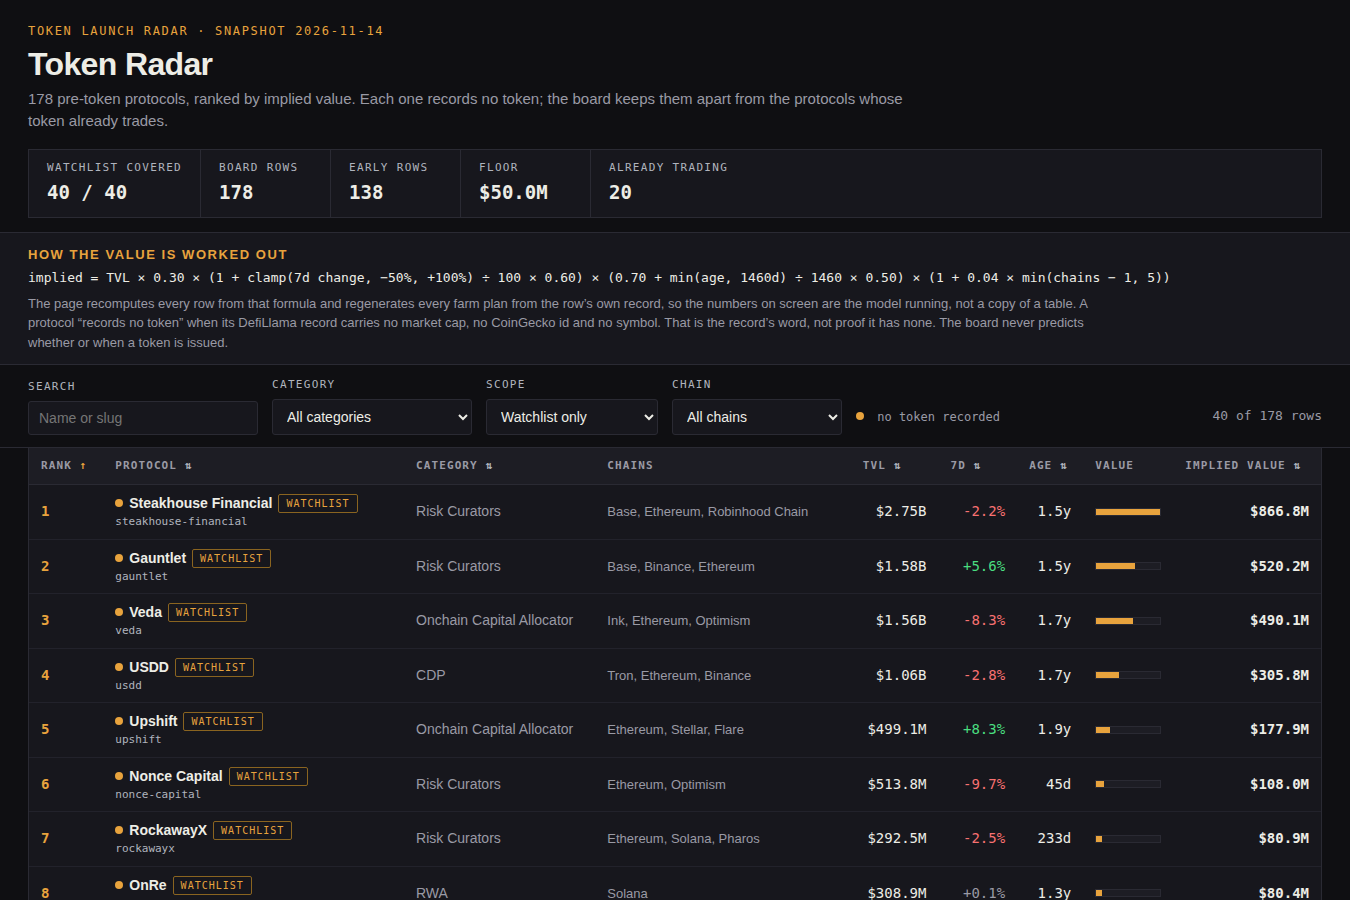 TOKEN LAUNCH RADAR · SNAPSHOT 2026-11-14
Token Radar
178 pre-token protocols, ranked by implied value. Each one records no token; the board keeps them apart from the protocols whose
token already trades.
WATCHLIST COVERED BOARD ROWS EARLY ROWS FLOOR ALREADY TRADING
40 / 40 178 138 $50.0M 20
HOW THE VALUE IS WORKED OUT
implied = TVL × 0.30 × (1 + clamp(7d change, −50%, +100%) ÷ 100 × 0.60) × (0.70 + min(age, 1460d) ÷ 1460 × 0.50) × (1 + 0.04 × min(chains − 1, 5))
The page recomputes every row from that formula and regenerates every farm plan from the row’s own record, so the numbers on screen are the model running, not a copy of a table. A
protocol “records no token” when its DefiLlama record carries no market cap, no CoinGecko id and no symbol. That is the record’s word, not proof it has none. The board never predicts
whether or when a token is issued.
SEARCH CATEGORY SCOPE CHAIN
Name or slug All categories Watchlist only All chains no token recorded 40 of 178 rows
RANK ↑ PROTOCOL ⇅ CATEGORY ⇅ CHAINS TVL ⇅ 7D ⇅ AGE ⇅ VALUE IMPLIED VALUE ⇅
1 Steakhouse Financial WATCHLIST Risk Curators Base, Ethereum, Robinhood Chain $2.75B -2.2% 1.5y $866.8M
steakhouse-financial
2 Gauntlet WATCHLIST Risk Curators Base, Binance, Ethereum $1.58B +5.6% 1.5y $520.2M
gauntlet
3 Veda WATCHLIST Onchain Capital Allocator Ink, Ethereum, Optimism $1.56B -8.3% 1.7y $490.1M
veda
4 USDD WATCHLIST CDP Tron, Ethereum, Binance $1.06B -2.8% 1.7y $305.8M
usdd
5 Upshift WATCHLIST Onchain Capital Allocator Ethereum, Stellar, Flare $499.1M +8.3% 1.9y $177.9M
upshift
6 Nonce Capital WATCHLIST Risk Curators Ethereum, Optimism $513.8M -9.7% 45d $108.0M
nonce-capital
7 RockawayX WATCHLIST Risk Curators Ethereum, Solana, Pharos $292.5M -2.5% 233d $80.9M
rockawayx
8 OnRe WATCHLIST RWA Solana $308.9M +0.1% 1.3y $80.4M